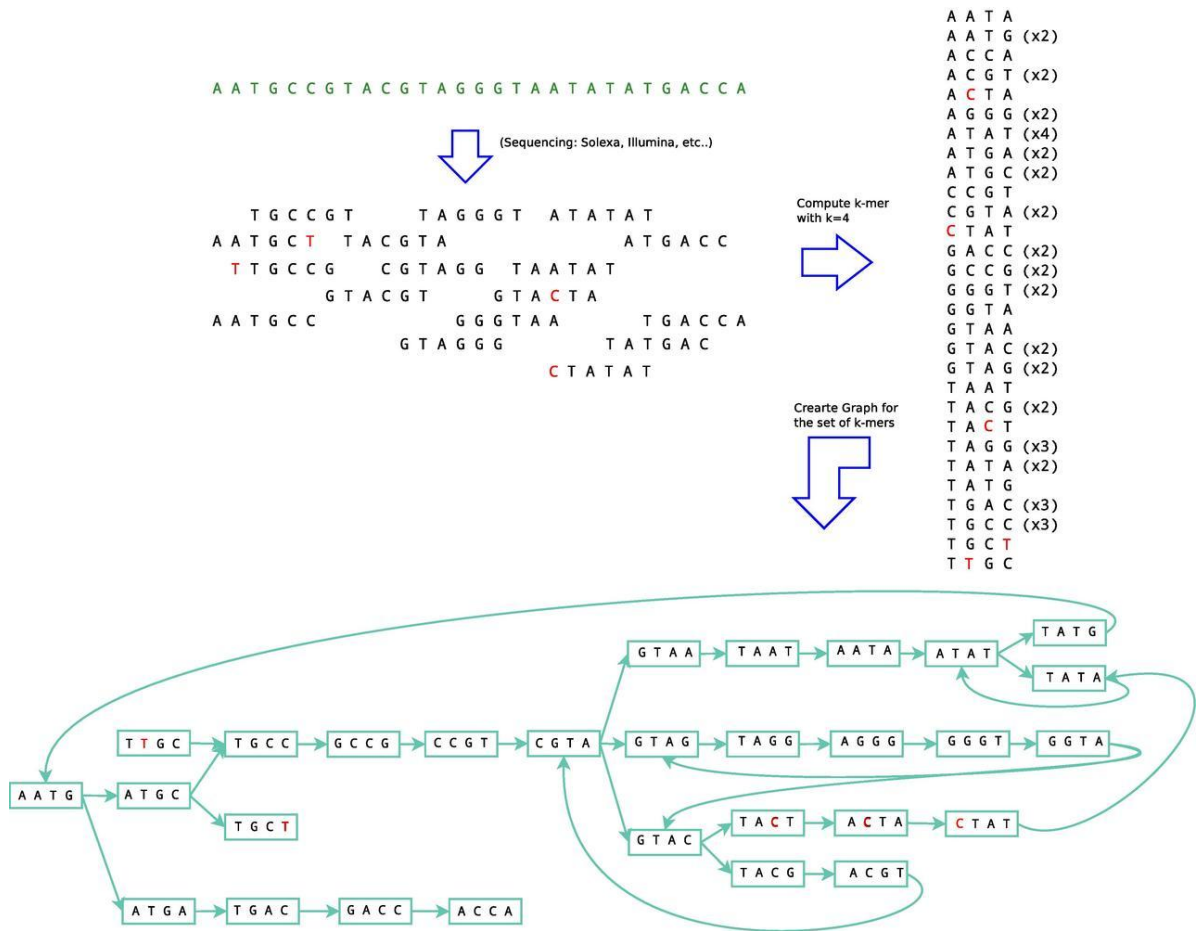 A A T G C C G T A C G T A G G G T A A T A T A T G A C C A
(Sequencing: Solexa, Illumina, etc..)
T G C C G T T A G G G T A T A T A T
A A T G C T T A C G T A A T G A C C
T T G C C G C G T A G G T A A T A T
G T A C G T G T A C T A
A A T G C C G G G T A A T G A C C A
G T A G G G T A T G A C
C T A T A T
Compute k-mer
with k=4
A A T A
A A T G (x2)
A C C A
A C G T (x2)
A C T A
A G G G (x2)
A T A T (x4)
A T G A (x2)
A T G C (x2)
C C G T
C G T A (x2)
C T A T
G A C C (x2)
G C C G (x2)
G G G T (x2)
G G T A
G T A A
G T A C (x2)
G T A G (x2)
T A A T
T A C G (x2)
T A C T
T A G G (x3)
T A T A (x2)
T A T G
T G A C (x3)
T G C C (x3)
T G C T
T T G C
Crearte Graph for
the set of k-mers
T A T G
G T A A T A A T A A T A A T A T
T A T A
T T G C T G C C G C C G C C G T C G T A G T A G T A G G A G G G G G G T G G T A
A A T G A T G C
T G C T T A C T A C T A C T A T
G T A C
T A C G A C G T
A T G A T G A C G A C C A C C A